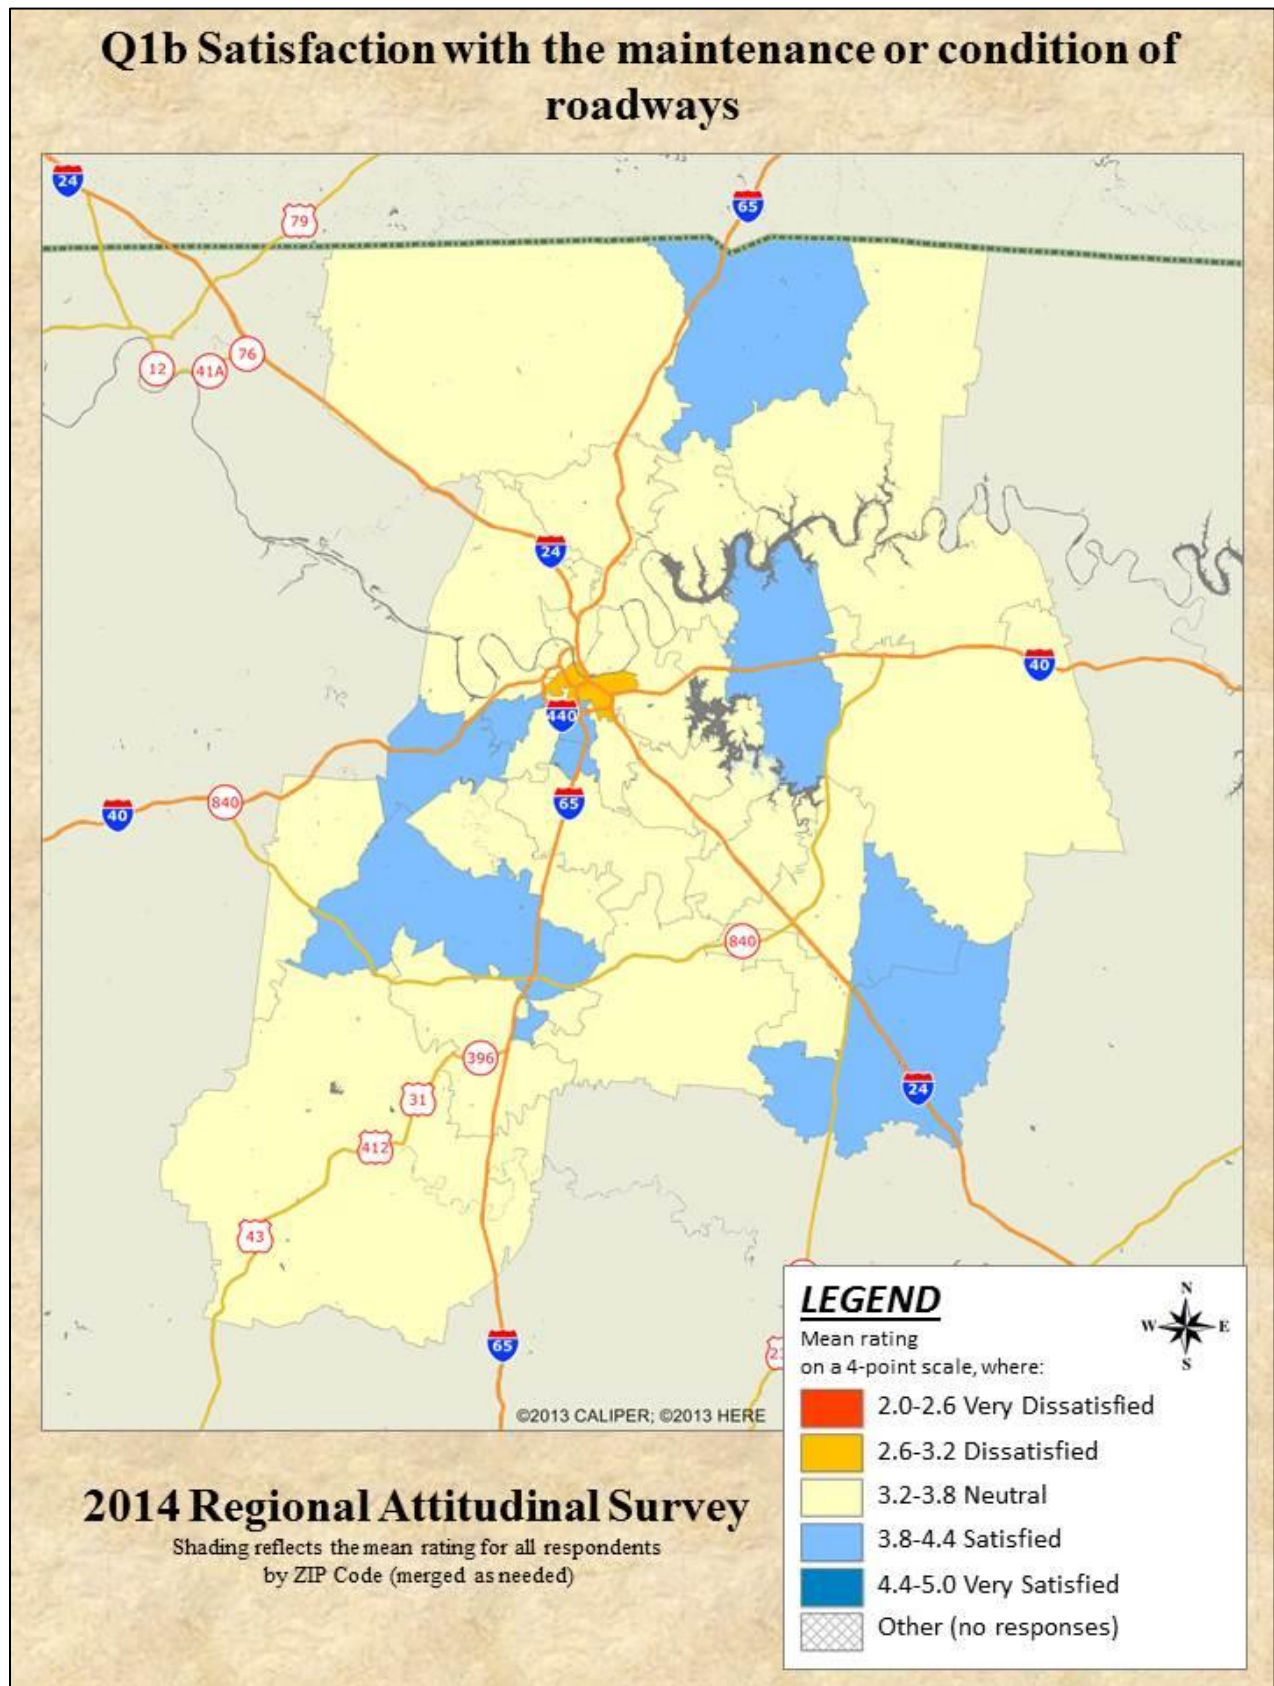 Q1b Satisfaction with the maintenance or condition of
roadways
24
65
79
76
12
41A
24
40
440
65
840
40
840
396
24
31
412
43
65
©2013 CALIPER; ©2013 HERE
LEGEND
N
W
E
S
Mean rating
on a 4-point scale, where:
2.0-2.6 Very Dissatisfied
2.6-3.2 Dissatisfied
3.2-3.8 Neutral
3.8-4.4 Satisfied
4.4-5.0 Very Satisfied
Other (no responses)
2014 Regional Attitudinal Survey
Shading reflects the mean rating for all respondents
by ZIP Code (merged as needed)